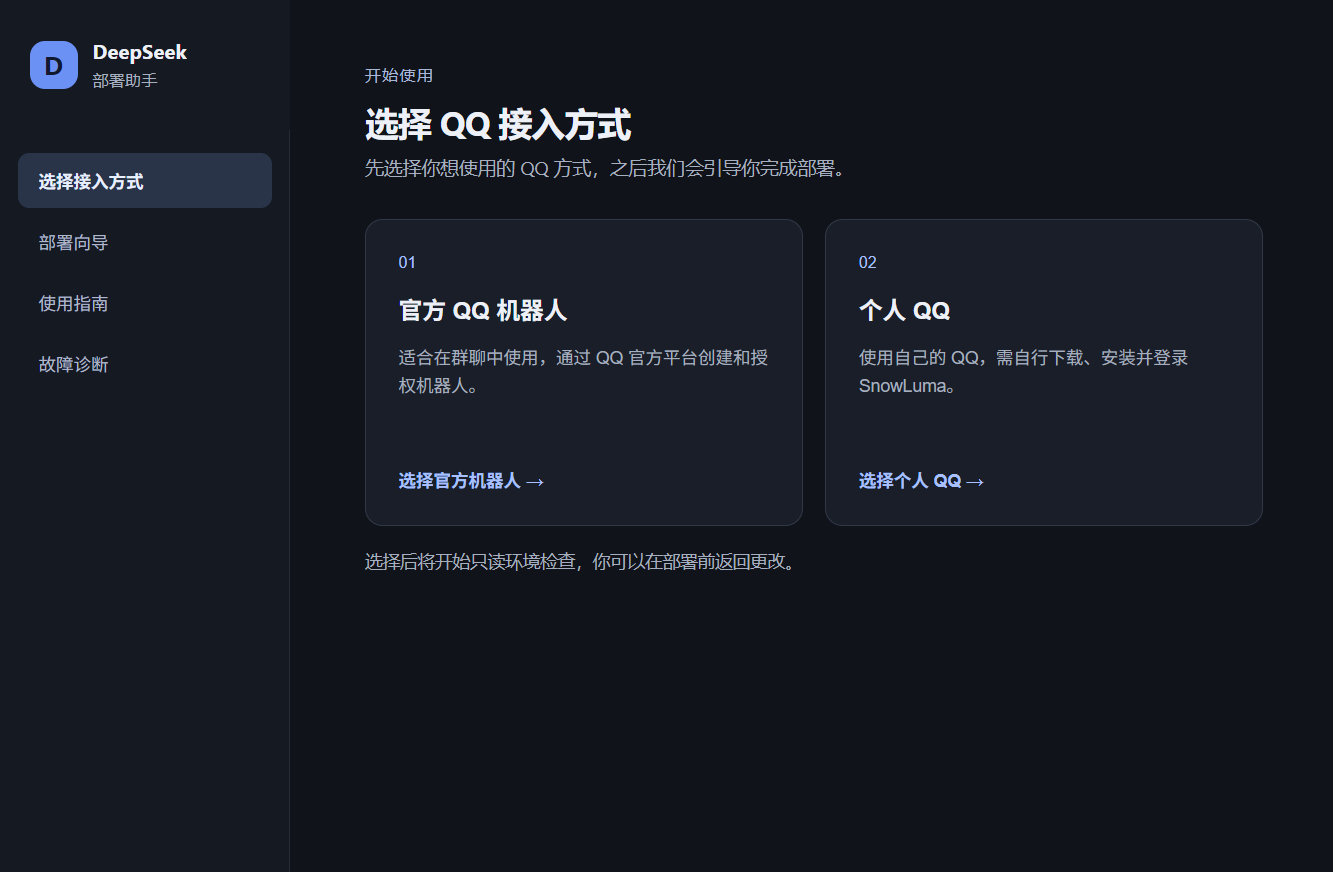 D
DeepSeek
部署助手
选择接入方式
部署向导
使用指南
故障诊断
开始使用
选择 QQ 接入方式
先选择你想使用的 QQ 方式，之后我们会引导你完成部署。
01
官方 QQ 机器人
适合在群聊中使用，通过 QQ 官方平台创建和授
权机器人。
选择官方机器人 →
02
个人 QQ
使用自己的 QQ，需自行下载、安装并登录
SnowLuma。
选择个人 QQ →
选择后将开始只读环境检查，你可以在部署前返回更改。